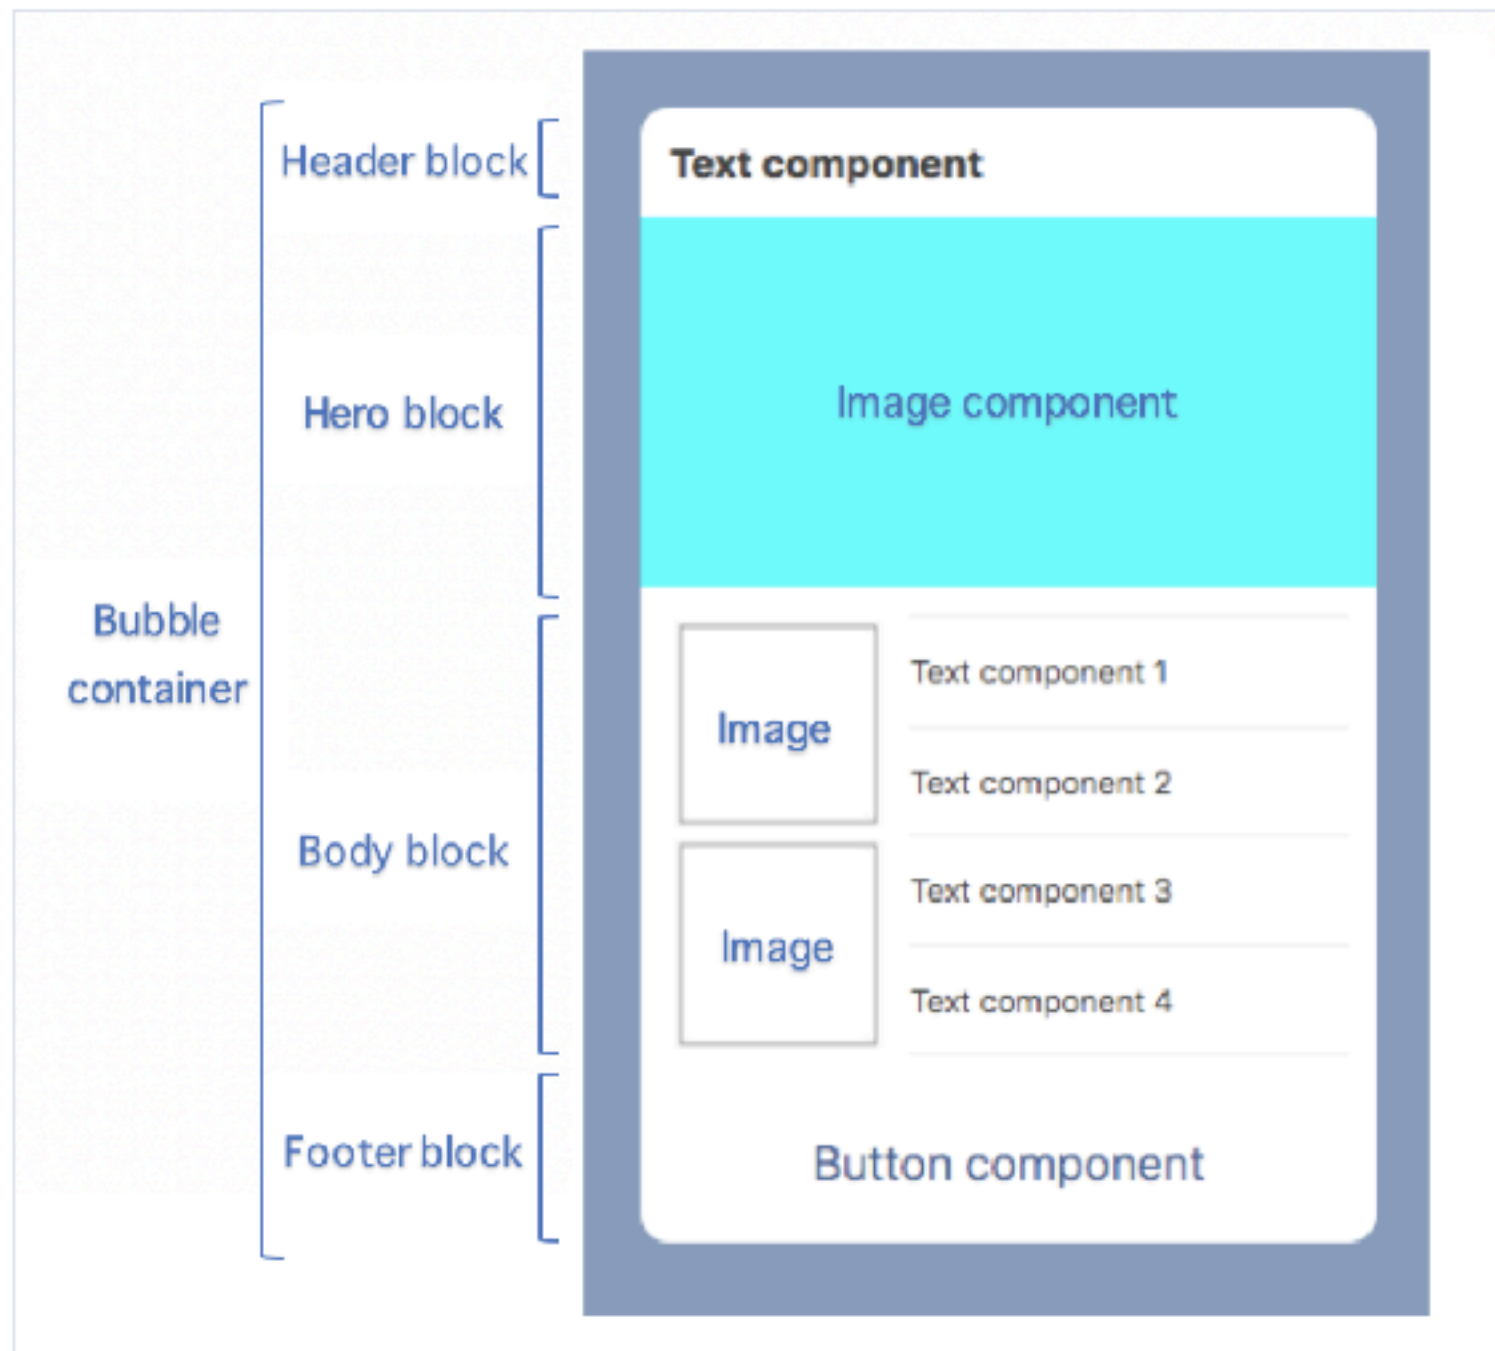 Header block
Text component
Hero block
Image component
Bubble
container
Body block
Image
Text component 1
Text component 2
Image
Text component 3
Text component 4
Footer block
Button component